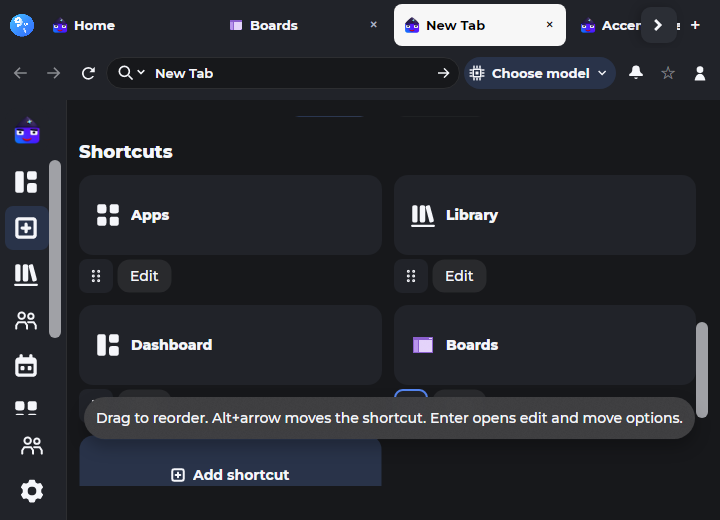 Home
Boards
New Tab
New Tab
Choose model
Shortcuts
Apps
Library
Edit
Edit
Dashboard
Boards
Drag to reorder. Alt+arrow moves the shortcut. Enter opens edit and move options.
Add shortcut